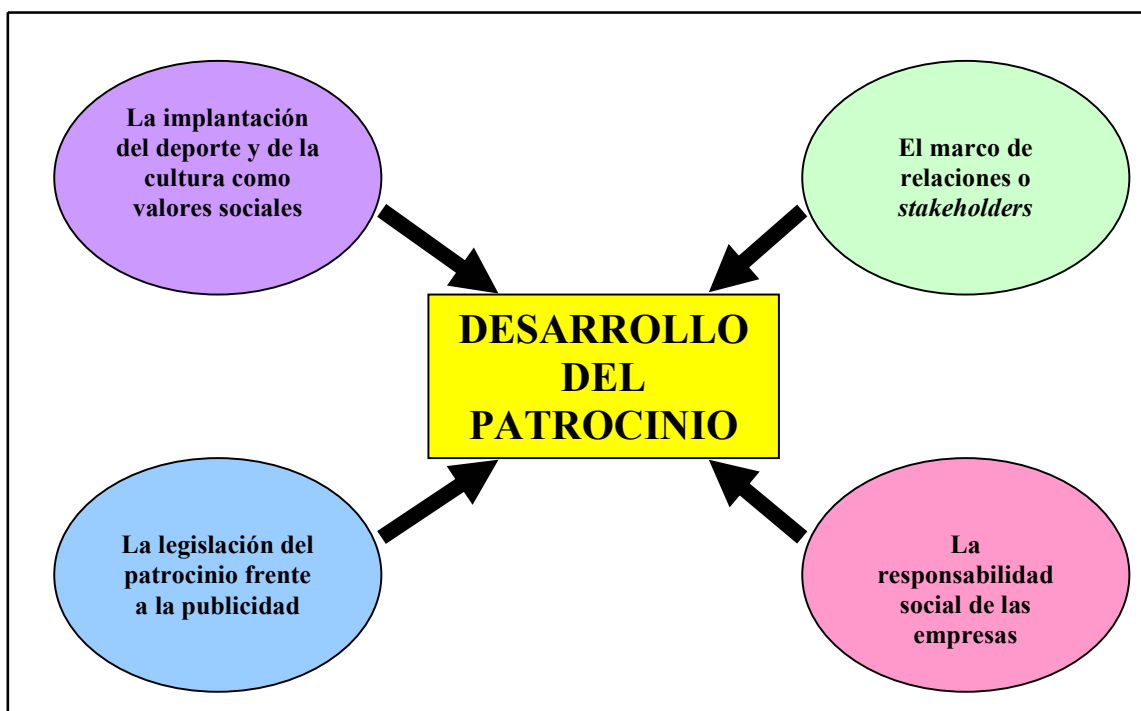 La implantación
del deporte y de la
cultura como
valores sociales
El marco de
relaciones o
stakeholders
DESARROLLO
DEL
PATROCINIO
La legislación del
patrocinio frente
a la publicidad
La
responsabilidad
social de las
empresas